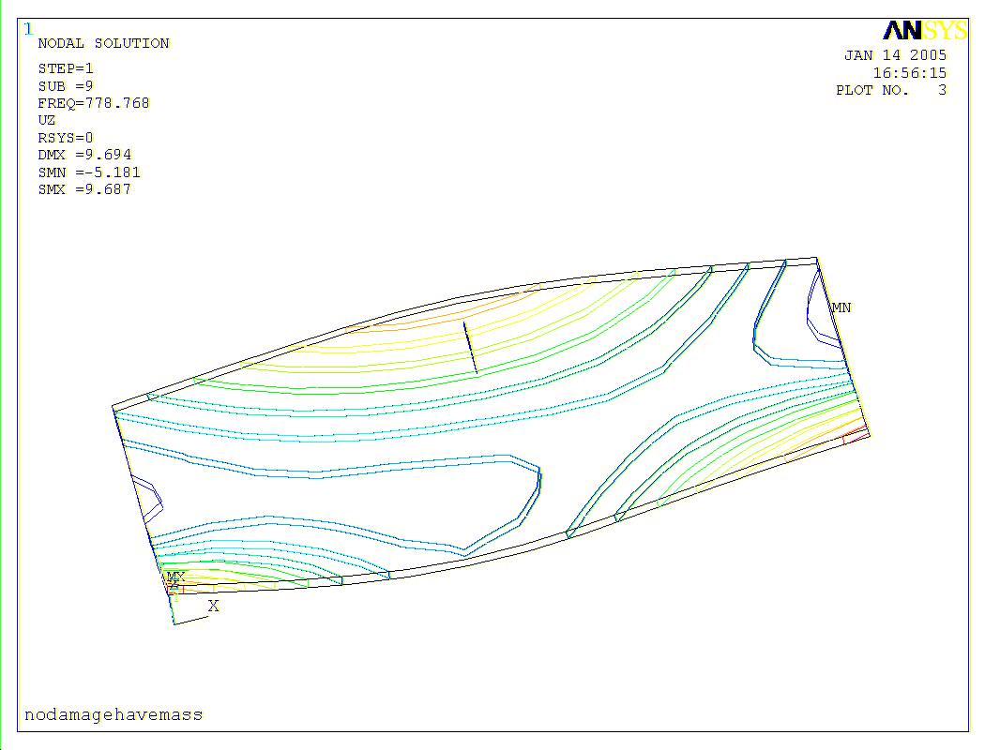 1
NODAL SOLUTION
STEP=1
SUB =9
FREQ=778.768
UZ
RSYS=0
DMX =9.694
SMN =-5.181
SMX =9.687
ANSYS
JAN 14 2005
16:56:15
PLOT NO. 3
MN
MX
X
nodamagehavemass